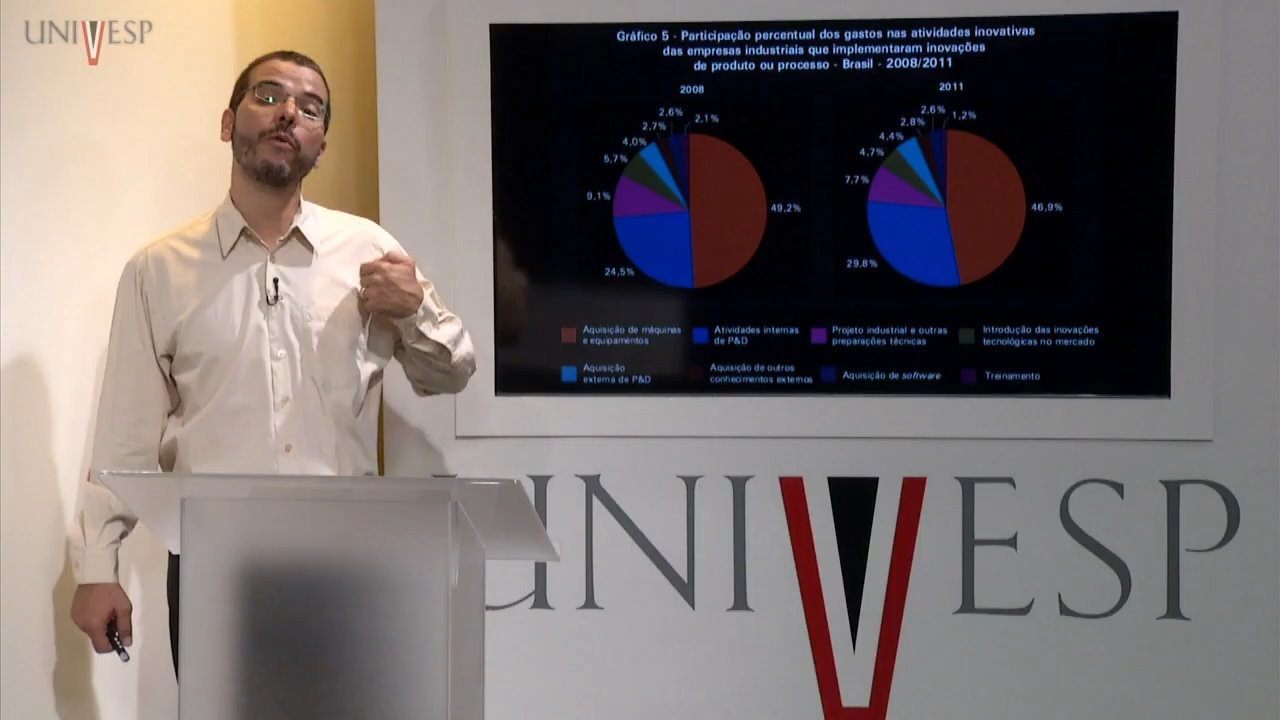 UNIVESP
Gráfico 5 - Participação percentual dos gastos nas atividades inovativas
das empresas industriais que implementaram inovações
de produto ou processo - Brasil - 2008/2011
2008
2,6%
2,1%
2,7%
4,0%
5,7%
9,1%
49,2%
24,5%
2011
2,6%
1,2%
2,8%
4,4%
4,7%
7,7%
46,9%
29,8%
Aquisição de máquinas
e equipamentos
Atividades internas
de P&D
Projeto industrial e outras
preparações técnicas
Introdução das inovações
tecnológicas no mercado
Aquisição
externa de P&D
Aquisição de outros
conhecimentos externos
Aquisição de software
Treinamento
UNIVESP